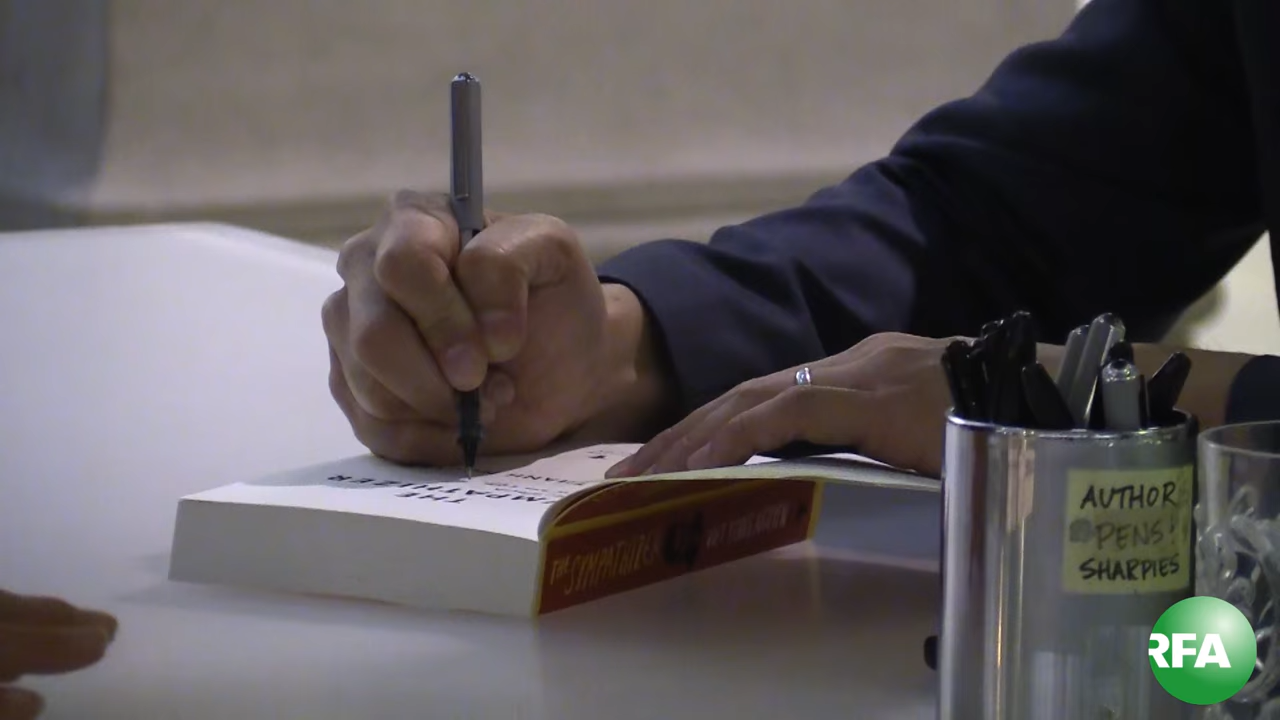 THE
SYMPATHIZER
THE SYMPATHIZER
AUTHOR
PENS!
SHARPIES
RFA